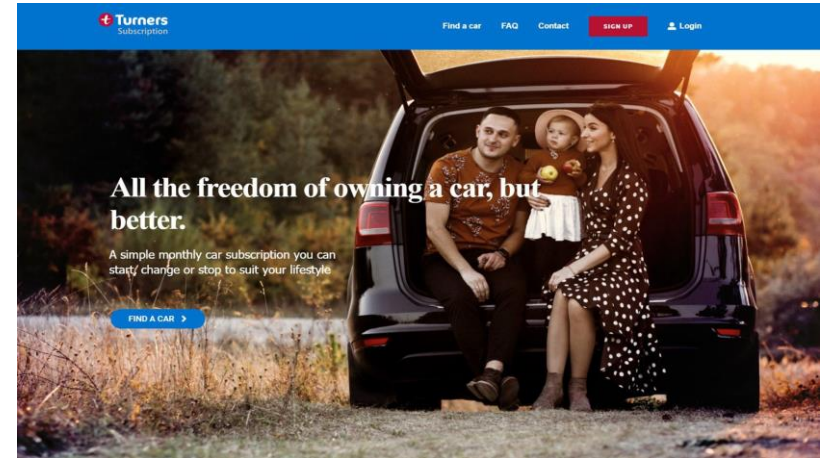 Turners
Subscription
Find a car FAQ Contact SIGN UP Login
All the freedom of owning a car, but
better.
A simple monthly car subscription you can
start, change or stop to suit your lifestyle
FIND A CAR